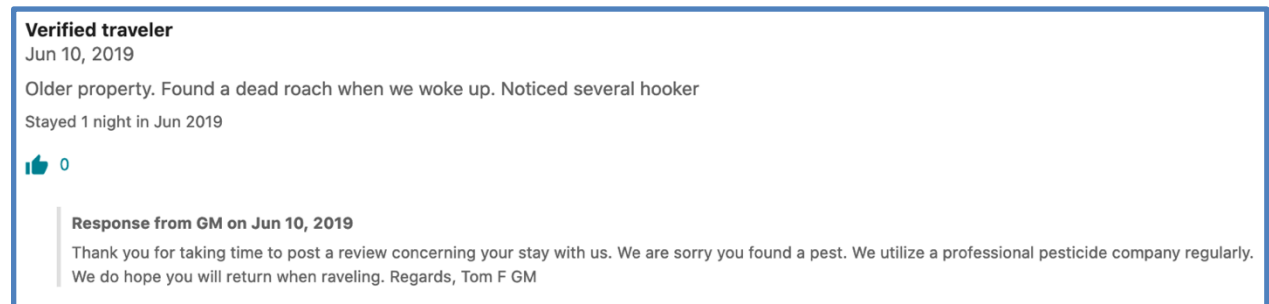 Verified traveler
Jun 10, 2019
Older property. Found a dead roach when we woke up. Noticed several hooker
Stayed 1 night in Jun 2019
0
Response from GM on Jun 10, 2019
Thank you for taking time to post a review concerning your stay with us. We are sorry you found a pest. We utilize a professional pesticide company regularly.
We do hope you will return when raveling. Regards, Tom F GM